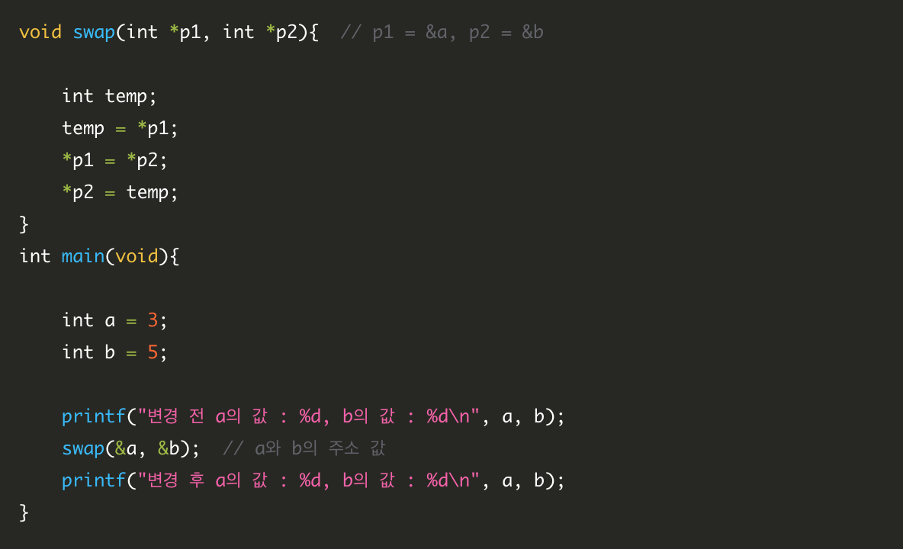 void swap(int *p1, int *p2){  // p1 = &a, p2 = &b
    int temp;
    temp = *p1;
    *p1 = *p2;
    *p2 = temp;
}
int main(void){
    int a = 3;
    int b = 5;
    printf("변경 전 a의 값 : %d, b의 값 : %d\n", a, b);
    swap(&a, &b);  // a와 b의 주소 값
    printf("변경 후 a의 값 : %d, b의 값 : %d\n", a, b);
}